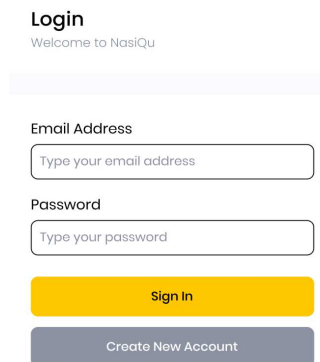 Login
Welcome to NasiQu
Email Address
Type your email address
Password
Type your password
Sign In
Create New Account